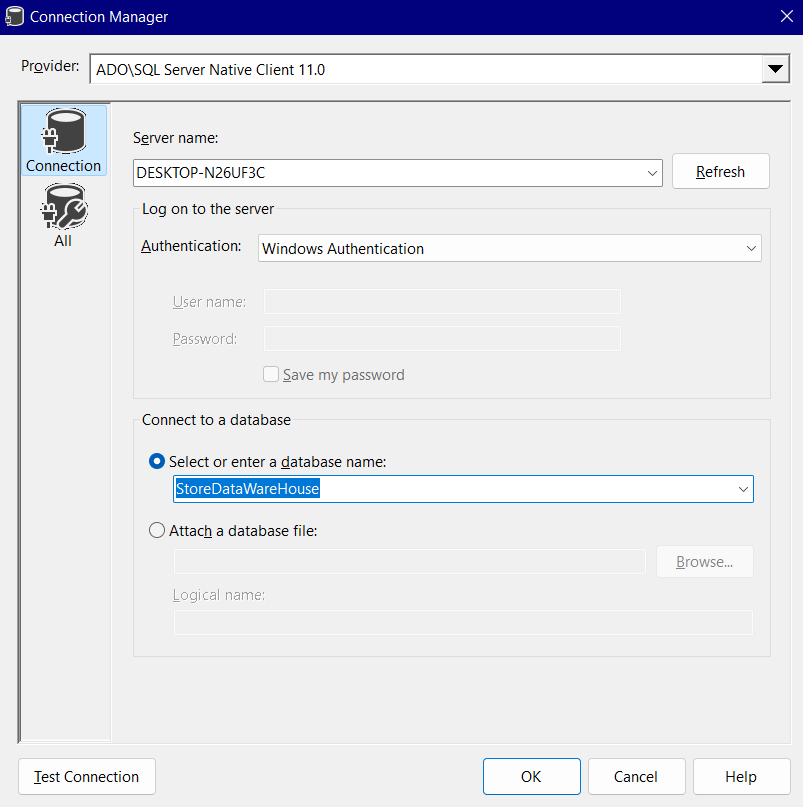 Connection Manager
Provider: ADO\SQL Server Native Client 11.0
Connection
All
Server name:
DESKTOP-N26UF3C Refresh
Log on to the server
Authentication: Windows Authentication
User name:
Password:
Save my password
Connect to a database
Select or enter a database name:
StoreDataWareHouse
Attach a database file:
Browse...
Logical name:
Test Connection OK Cancel Help